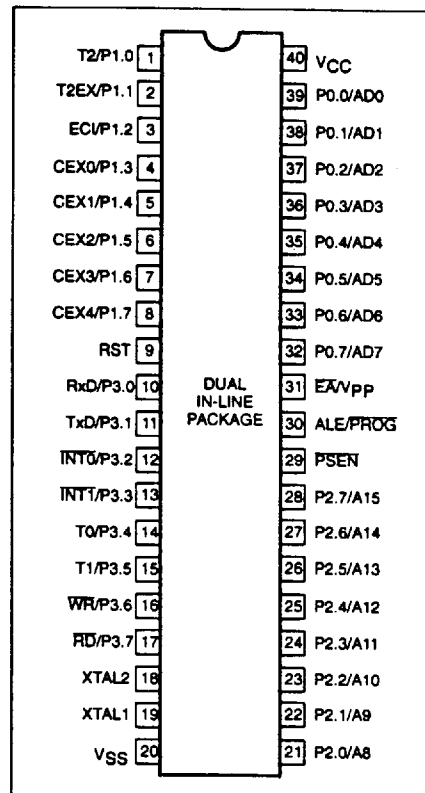 T2/P1.0 1
T2EX/P1.1 2
ECI/P1.2 3
CEX0/P1.3 4
CEX1/P1.4 5
CEX2/P1.5 6
CEX3/P1.6 7
CEX4/P1.7 8
RST 9
RxD/P3.0 10
TxD/P3.1 11
INT0/P3.2 12
INT1/P3.3 13
T0/P3.4 14
T1/P3.5 15
WR/P3.6 16
RD/P3.7 17
XTAL2 18
XTAL1 19
VSS 20
DUAL
IN-LINE
PACKAGE
40 VCC
39 P0.0/AD0
38 P0.1/AD1
37 P0.2/AD2
36 P0.3/AD3
35 P0.4/AD4
34 P0.5/AD5
33 P0.6/AD6
32 P0.7/AD7
31 EA/VPP
30 ALE/PROG
29 PSEN
28 P2.7/A15
27 P2.6/A14
26 P2.5/A13
25 P2.4/A12
24 P2.3/A11
23 P2.2/A10
22 P2.1/A9
21 P2.0/A8